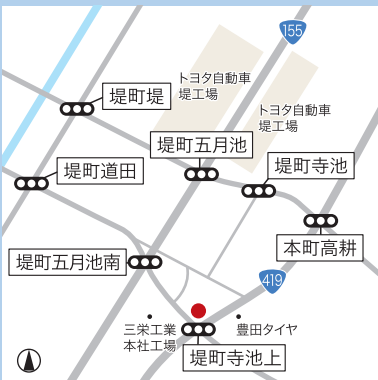 155
トヨタ自動車
堤工場
堤町堤
トヨタ自動車
堤工場
堤町五月池
堤町寺池
堤町道田
本町高耕
堤町五月池南
419
三栄工業
本社工場
豊田タイヤ
堤町寺池上